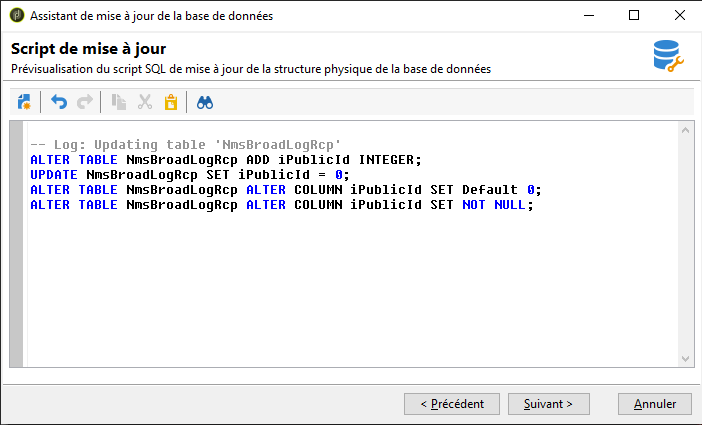 Assistant de mise à jour de la base de données
Script de mise à jour
Prévisualisation du script SQL de mise à jour de la structure physique de la base de données
-- Log: Updating table 'NmsBroadLogRcp'
ALTER TABLE NmsBroadLogRcp ADD iPublicId INTEGER;
UPDATE NmsBroadLogRcp SET iPublicId = 0;
ALTER TABLE NmsBroadLogRcp ALTER COLUMN iPublicId SET Default 0;
ALTER TABLE NmsBroadLogRcp ALTER COLUMN iPublicId SET NOT NULL;
< Précédent
Suivant >
Annuler